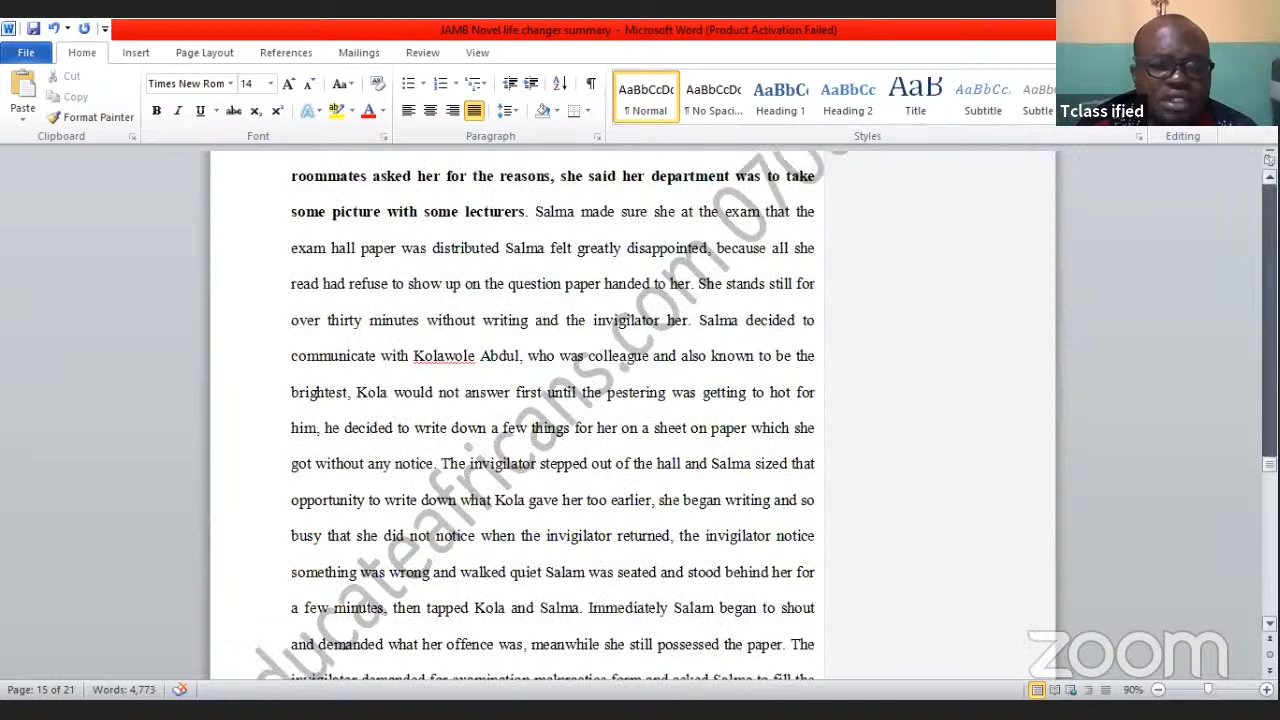 JAMB Novel life changer summary - Microsoft Word (Product Activation Failed)
File Home Insert Page Layout References Mailings Review View
Cut
Copy
Format Painter
Paste
Times New Rom 14
AaBbCcDc AaBbCcDc AaBbC AaBbCc AaB AaBbCc. AaBbC
¶ Normal ¶ No Spaci... Heading 1 Heading 2 Title Subtitle Subtle
Clipboard Font Paragraph Styles Editing
Tclass ified
roommates asked her for the reasons, she said her department was to take
some picture with some lecturers. Salma made sure she at the exam that the
exam hall paper was distributed Salma felt greatly disappointed, because all she
read had refuse to show up on the question paper handed to her. She stands still for
over thirty minutes without writing and the invigilator her. Salma decided to
communicate with Kolawole Abdul, who was colleague and also known to be the
brightest, Kola would not answer first until the pestering was getting to hot for
him, he decided to write down a few things for her on a sheet on paper which she
got without any notice. The invigilator stepped out of the hall and Salma sized that
opportunity to write down what Kola gave her too earlier, she began writing and so
busy that she did not notice when the invigilator returned, the invigilator notice
something was wrong and walked quiet Salam was seated and stood behind her for
a few minutes, then tapped Kola and Salma. Immediately Salam began to shout
and demanded what her offence was, meanwhile she still possessed the paper. The
invigilator demanded for examination malpractice form and asked Salma to fill the
ducateafricans.com 070
zoom
Page: 15 of 21 Words: 4,773 90%